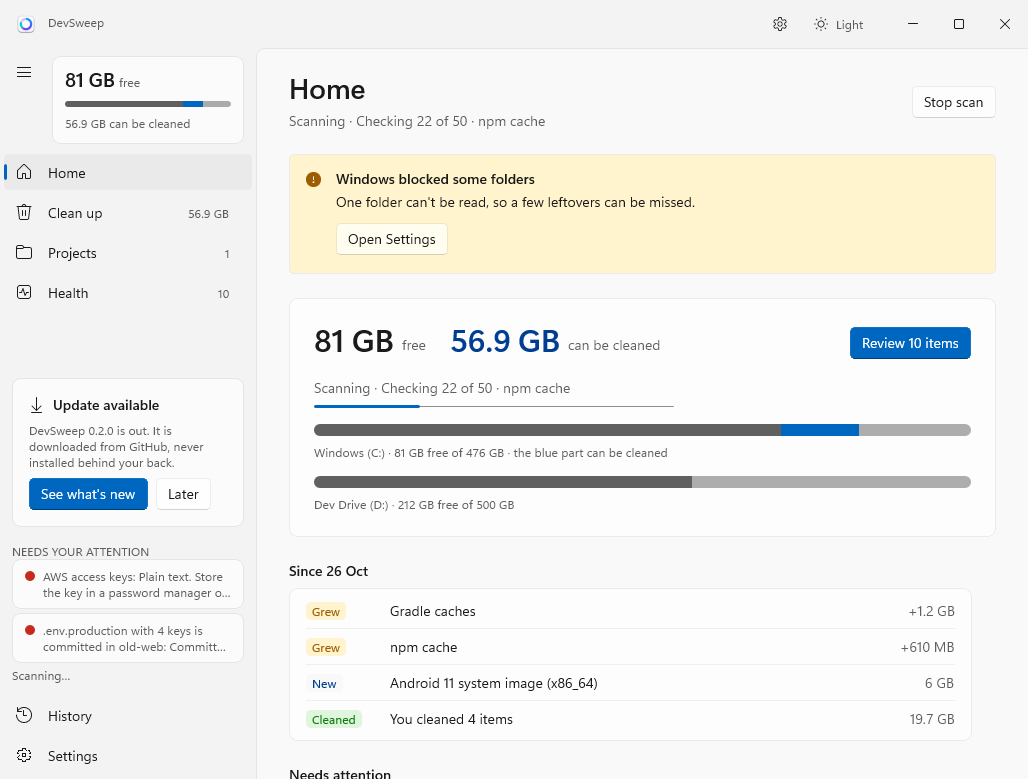 DevSweep
Light
81 GB free
56.9 GB can be cleaned
Home
Clean up 56.9 GB
Projects 1
Health 10
Update available
DevSweep 0.2.0 is out. It is
downloaded from GitHub, never
installed behind your back.
See what's new Later
NEEDS YOUR ATTENTION
AWS access keys: Plain text. Store
the key in a password manager o...
.env.production with 4 keys is
committed in old-web: Committ...
Scanning...
History
Settings
Home
Scanning · Checking 22 of 50 · npm cache
Stop scan
Windows blocked some folders
One folder can't be read, so a few leftovers can be missed.
Open Settings
81 GB free 56.9 GB can be cleaned
Review 10 items
Scanning · Checking 22 of 50 · npm cache
Windows (C:) · 81 GB free of 476 GB · the blue part can be cleaned
Dev Drive (D:) · 212 GB free of 500 GB
Since 26 Oct
Grew Gradle caches +1.2 GB
Grew npm cache +610 MB
New Android 11 system image (x86_64) 6 GB
Cleaned You cleaned 4 items 19.7 GB
Needs attention